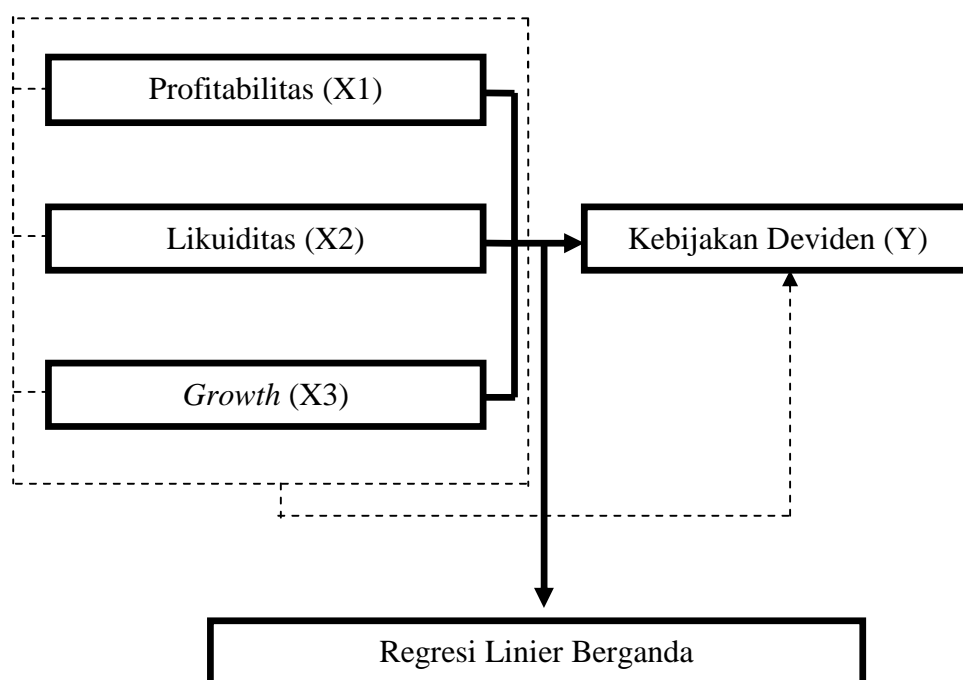 Profitabilitas (X1)
Likuiditas (X2)
Kebijakan Deviden (Y)
Growth (X3)
Regresi Linier Berganda